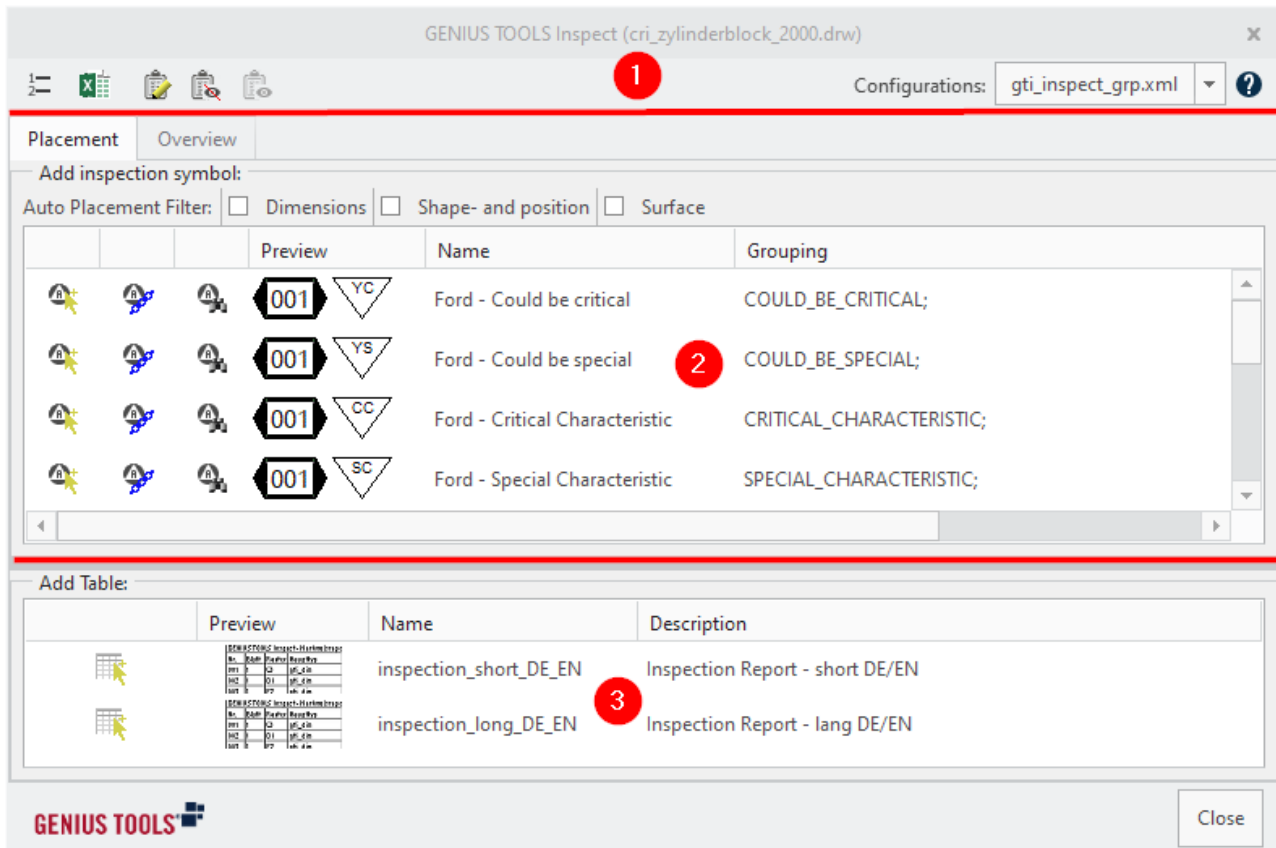 GENIUS TOOLS Inspect (cri_zylinderblock_2000.drw) x
1
Configurations: gti_inspect_grp.xml ?
Placement Overview
Add inspection symbol:
Auto Placement Filter: Dimensions Shape- and position Surface
Preview Name Grouping
001 YC Ford - Could be critical COULD_BE_CRITICAL;
001 YS Ford - Could be special COULD_BE_SPECIAL;
2
001 CC Ford - Critical Characteristic CRITICAL_CHARACTERISTIC;
001 SC Ford - Special Characteristic SPECIAL_CHARACTERISTIC;
Add Table:
Preview Name Description
inspection_short_DE_EN Inspection Report - short DE/EN
3
inspection_long_DE_EN Inspection Report - lang DE/EN
GENIUS TOOLS
Close